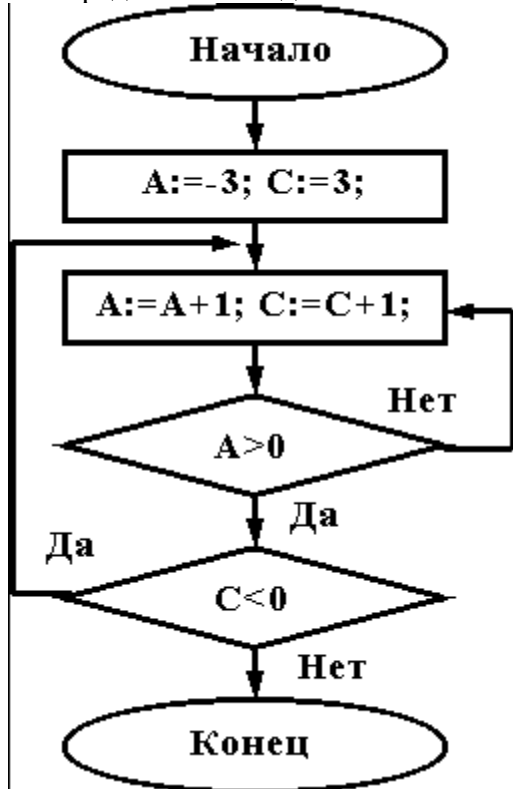 Начало
A:=-3; C:=3;
A:=A+1; C:=C+1;
Нет
A>0
Да
Да
C<0
Нет
Конец